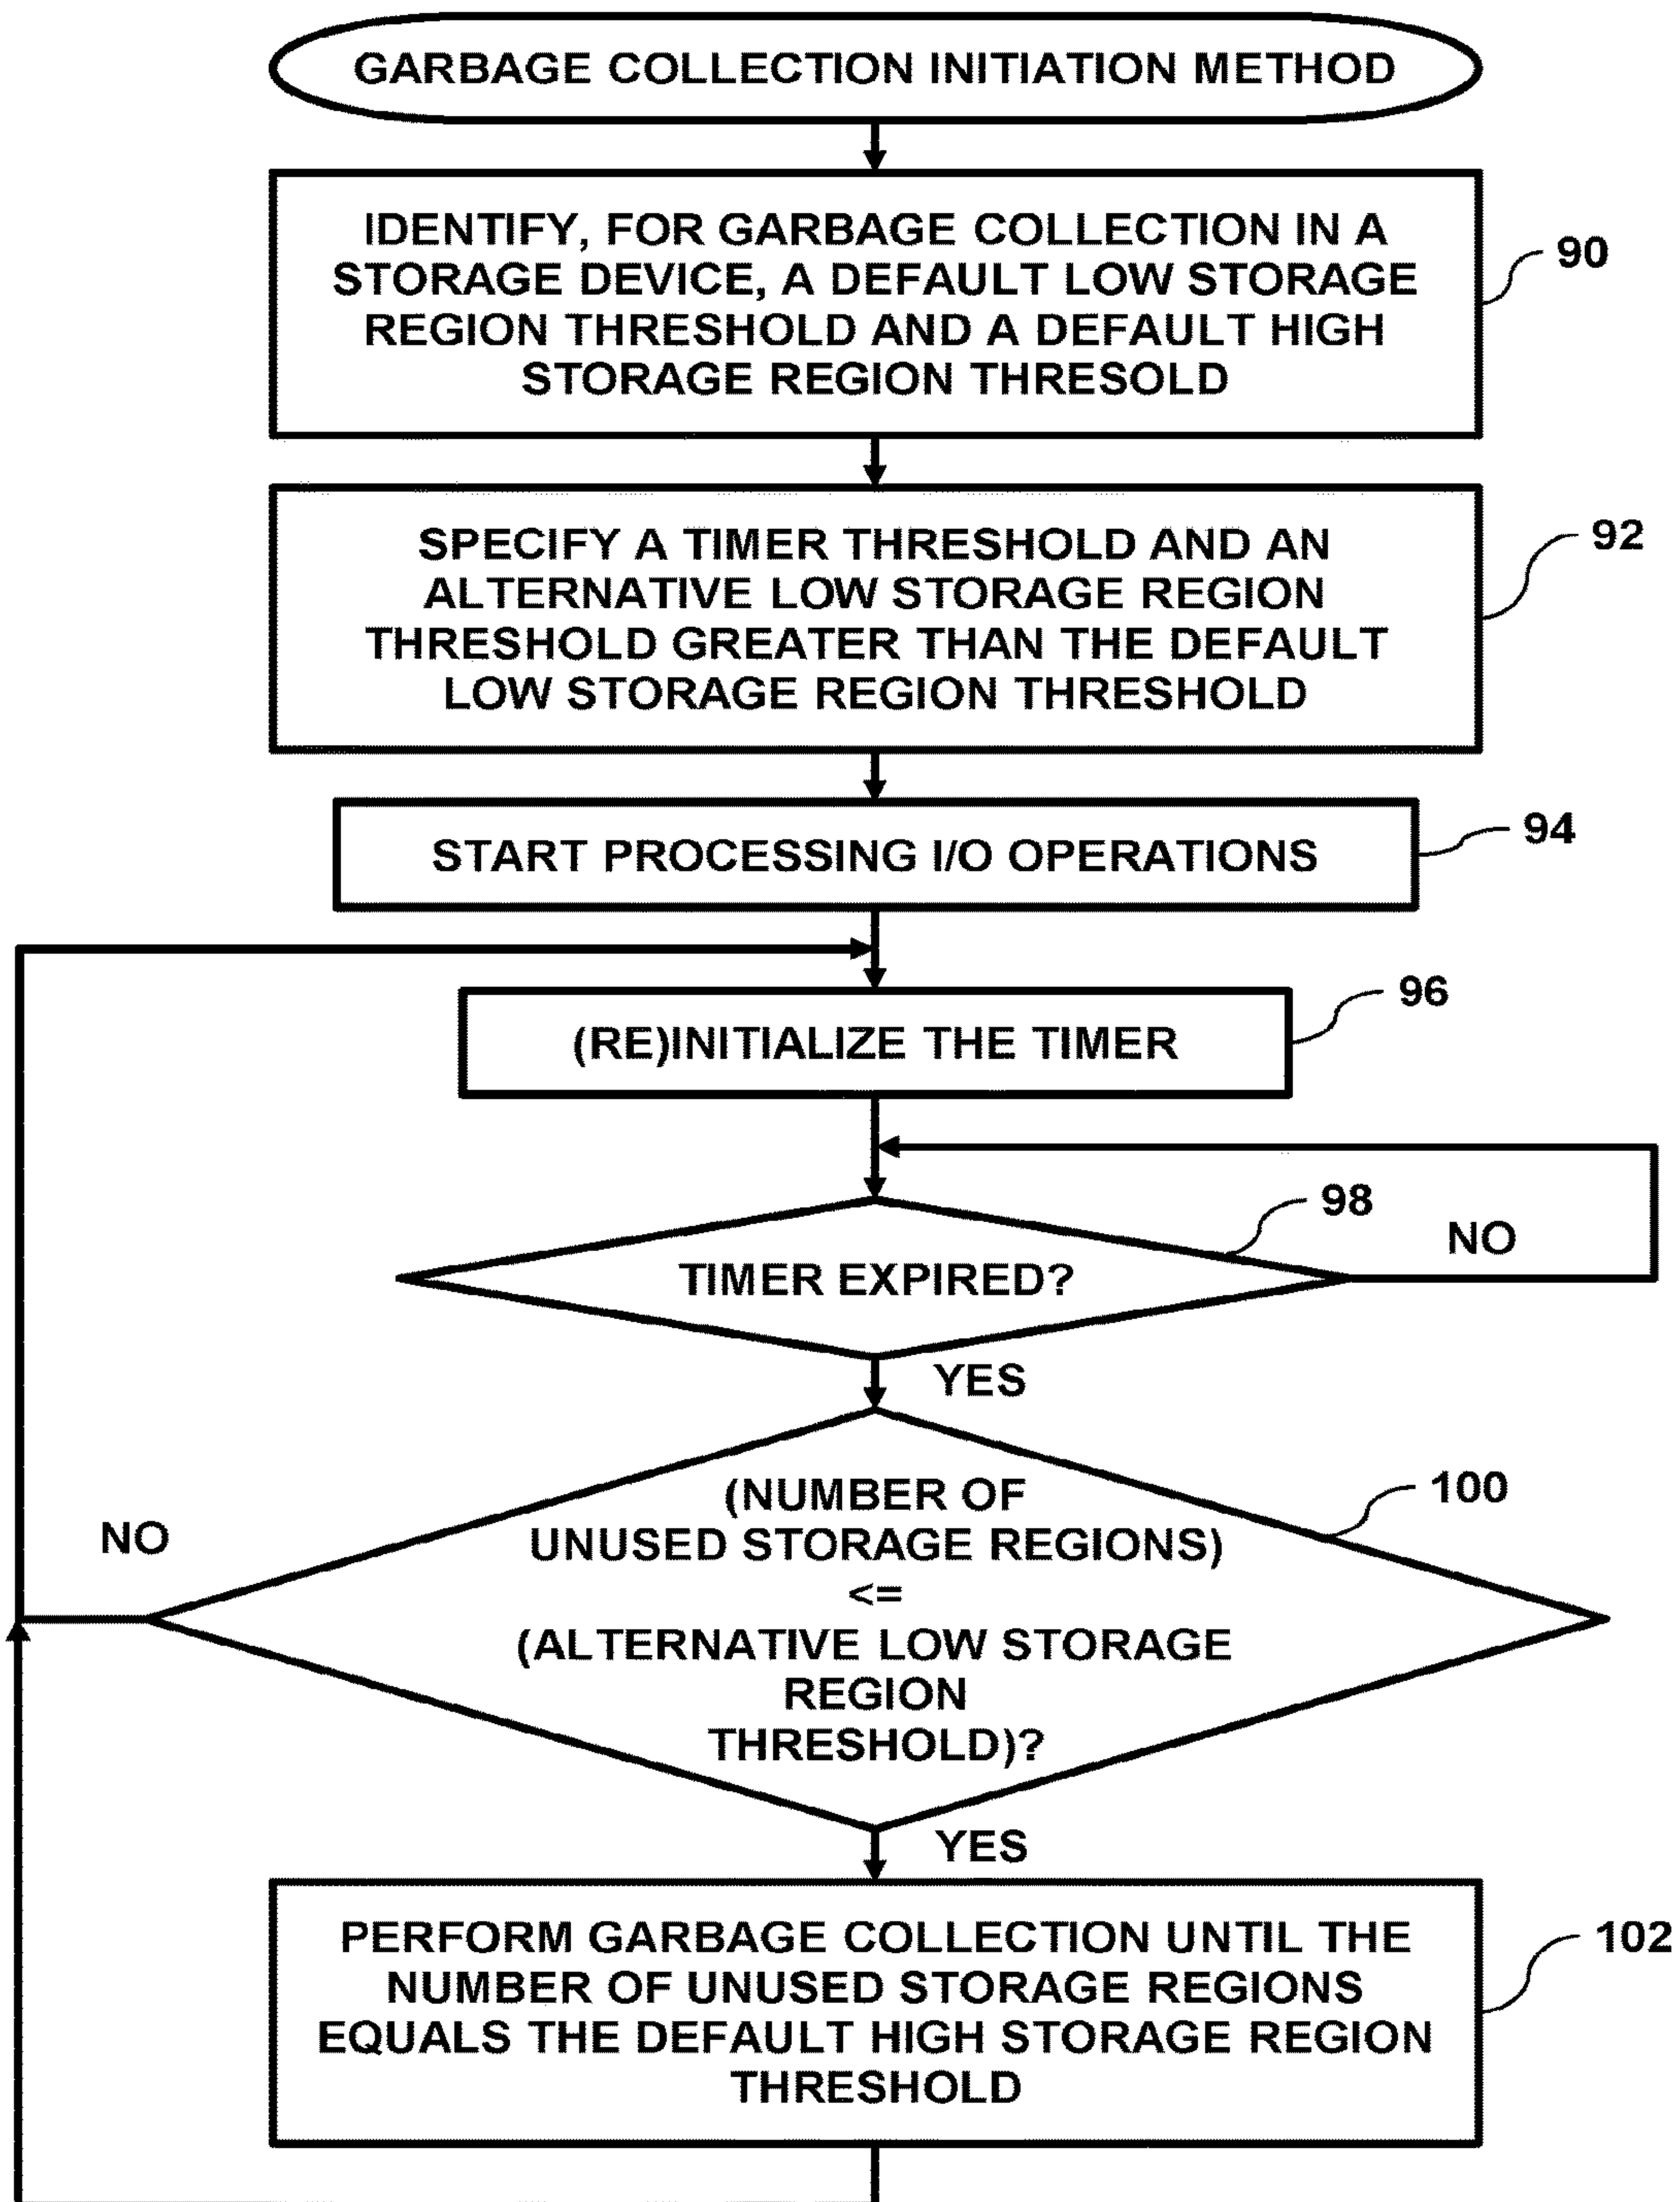 GARBAGE COLLECTION INITIATION METHOD
IDENTIFY, FOR GARBAGE COLLECTION IN A
STORAGE DEVICE, A DEFAULT LOW STORAGE
REGION THRESHOLD AND A DEFAULT HIGH
STORAGE REGION THRESOLD
90
SPECIFY A TIMER THRESHOLD AND AN
ALTERNATIVE LOW STORAGE REGION
THRESHOLD GREATER THAN THE DEFAULT
LOW STORAGE REGION THRESHOLD
92
START PROCESSING I/O OPERATIONS
94
(RE)INITIALIZE THE TIMER
96
TIMER EXPIRED?
98
NO
YES
(NUMBER OF
UNUSED STORAGE REGIONS)
<=
(ALTERNATIVE LOW STORAGE
REGION
THRESHOLD)?
100
NO
YES
PERFORM GARBAGE COLLECTION UNTIL THE
NUMBER OF UNUSED STORAGE REGIONS
EQUALS THE DEFAULT HIGH STORAGE REGION
THRESHOLD
102